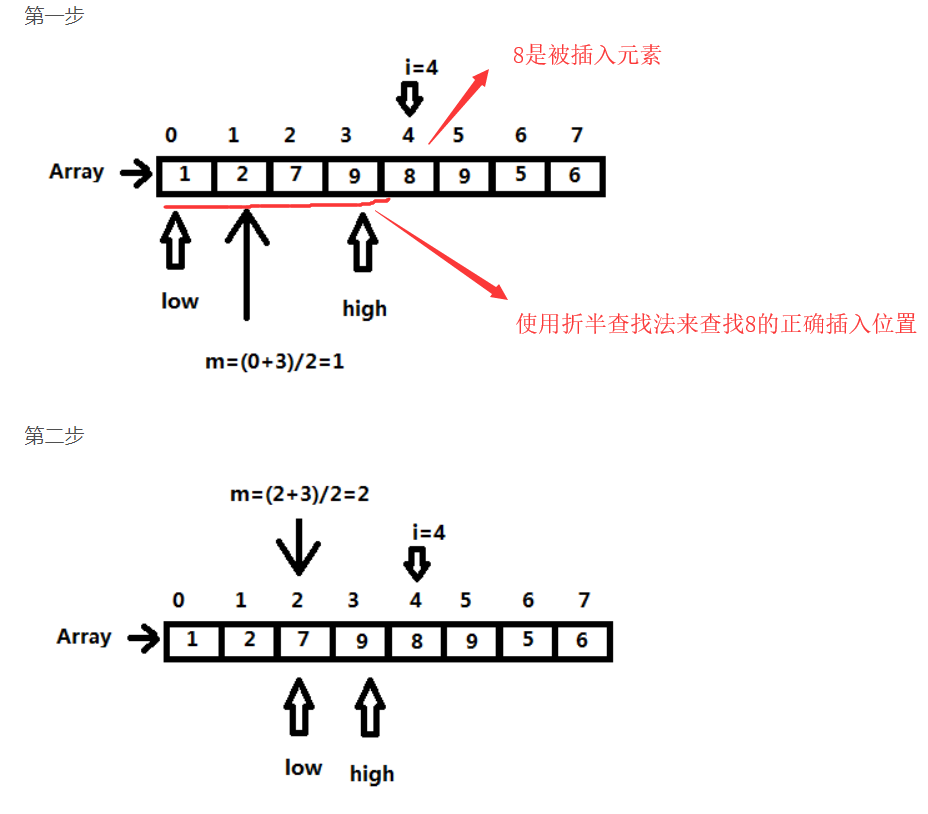 第一步
8是被插入元素
i=4
0 1 2 3 4 5 6 7
Array 1 2 7 9 8 9 5 6
low
high
使用折半查找法来查找8的正确插入位置
m=(0+3)/2=1
第二步
m=(2+3)/2=2
i=4
0 1 2 3 4 5 6 7
Array 1 2 7 9 8 9 5 6
low
high